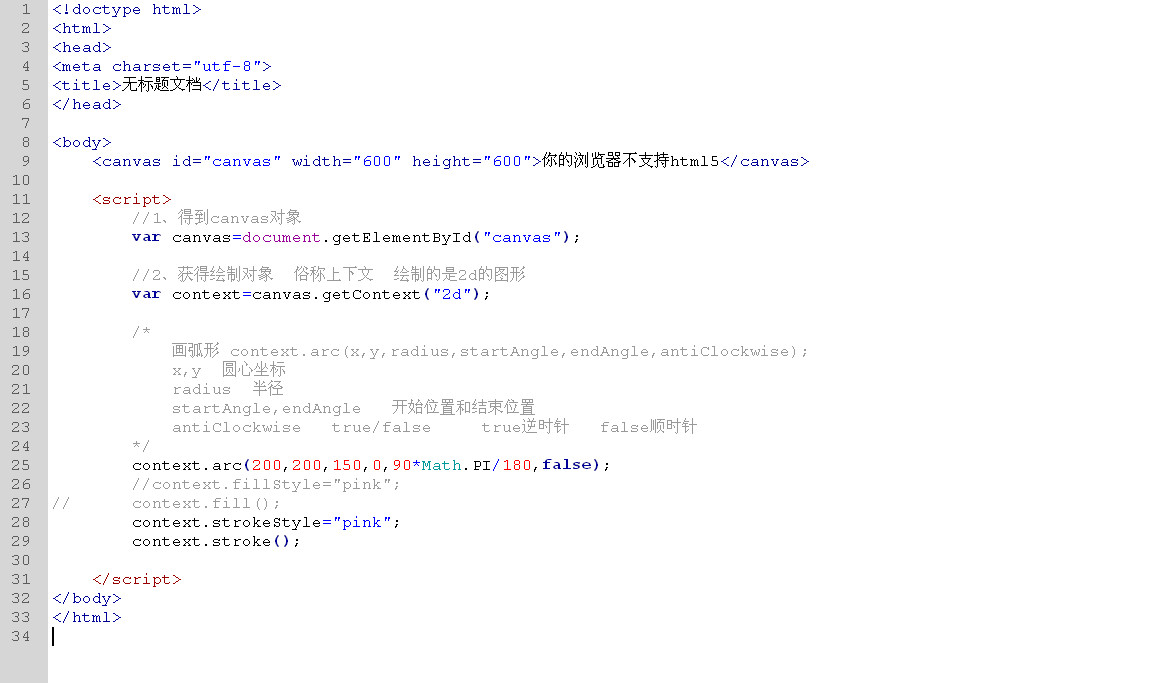 1 <!doctype html>
2 <html>
3 <head>
4 <meta charset="utf-8">
5 <title>无标题文档</title>
6 </head>
7
8 <body>
9 <canvas id="canvas" width="600" height="600">你的浏览器不支持html5</canvas>
10
11 <script>
12 //1、得到canvas对象
13 var canvas=document.getElementById("canvas");
14
15 //2、获得绘制对象 俗称上下文 绘制的是2d的图形
16 var context=canvas.getContext("2d");
17
18 /*
19 画弧形 context.arc(x,y,radius,startAngle,endAngle,antiClockwise);
20 x,y 圆心坐标
21 radius 半径
22 startAngle,endAngle 开始位置和结束位置
23 antiClockwise true/false true逆时针 false顺时针
24 */
25 context.arc(200,200,150,0,90*Math.PI/180,false);
26 //context.fillStyle="pink";
27 // context.fill();
28 context.strokeStyle="pink";
29 context.stroke();
30
31 </script>
32 </body>
33 </html>
34